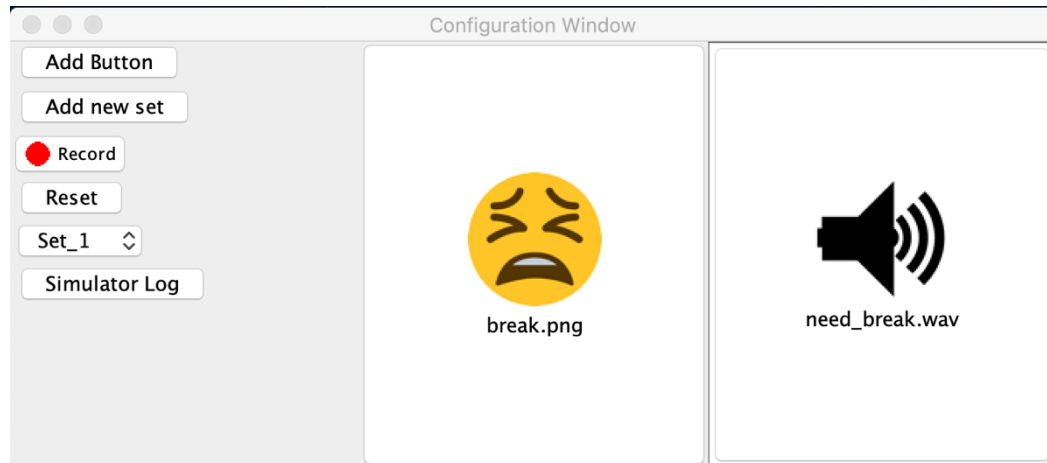 Configuration Window
Add Button
Add new set
Record
Reset
Set_1
Simulator Log
break.png
need_break.wav